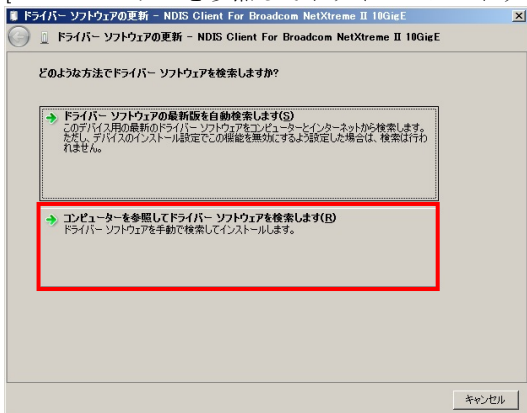 ドライバー ソフトウェアの更新 - NDIS Client For Broadcom NetXtreme II 10GigE
ドライバー ソフトウェアの更新 - NDIS Client For Broadcom NetXtreme II 10GigE
どのような方法でドライバー ソフトウェアを検索しますか?
ドライバー ソフトウェアの最新版を自動検索します(S)
このデバイス用の最新のドライバー ソフトウェアをコンピューターとインターネットから検索します。
ただし、デバイスのインストール設定でこの機能を無効にするよう設定した場合は、検索は行わ
れません。
コンピューターを参照してドライバー ソフトウェアを検索します(R)
ドライバー ソフトウェアを手動で検索してインストールします。
キャンセル